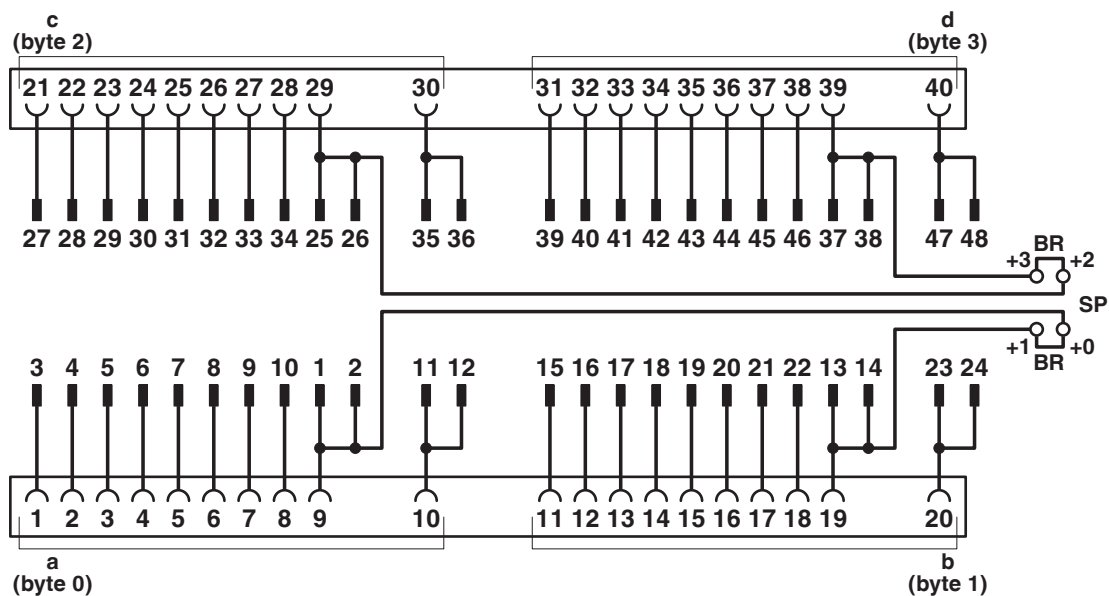 c d
(byte 2) (byte 3)
21 22 23 24 25 26 27 28 29 30 31 32 33 34 35 36 37 38 39 40
27 28 29 30 31 32 33 34 25 26 35 36 39 40 41 42 43 44 45 46 37 38 47 48
BR
+3 +2
SP
+1 +0
BR
3 4 5 6 7 8 9 10 1 2 11 12 15 16 17 18 19 20 21 22 13 14 23 24
1 2 3 4 5 6 7 8 9 10 11 12 13 14 15 16 17 18 19 20
a b
(byte 0) (byte 1)